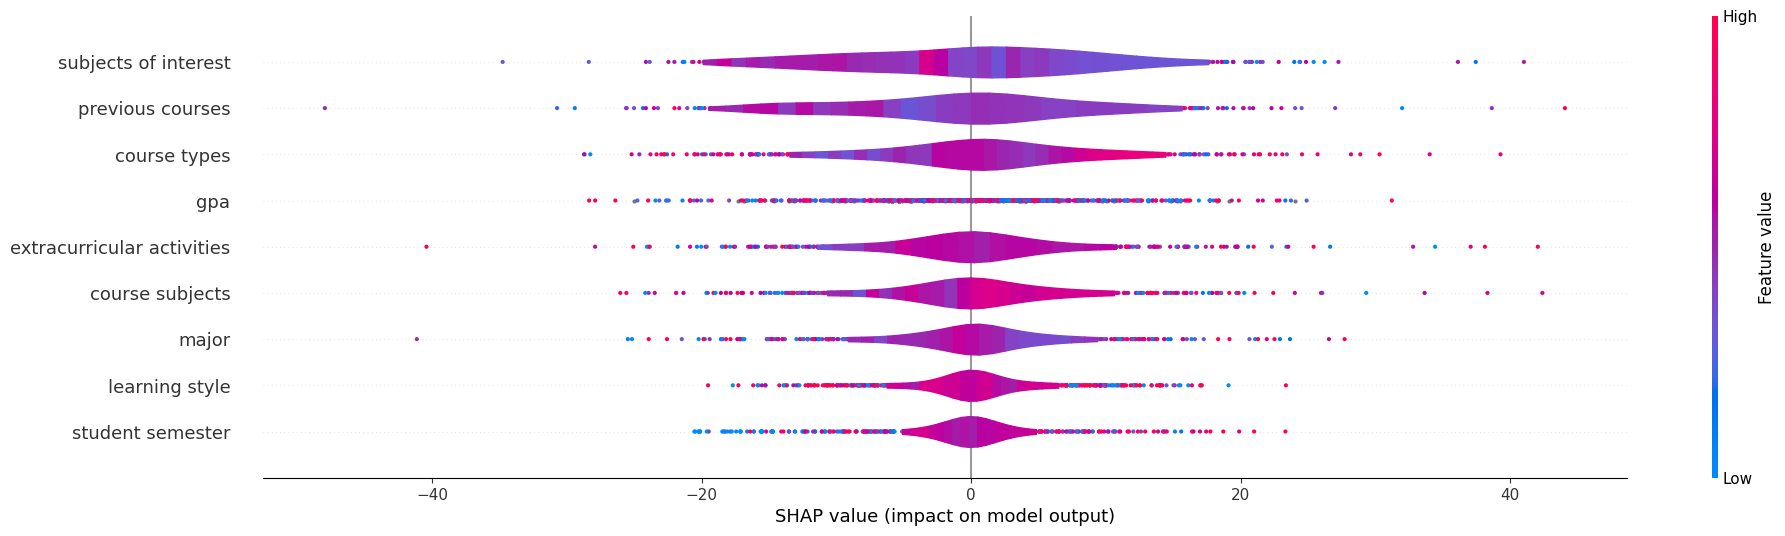 subjects of interest
previous courses
course types
gpa
extracurricular activities
course subjects
major
learning style
student semester
−40 −20 0 20 40
SHAP value (impact on model output)
High
Feature value
Low